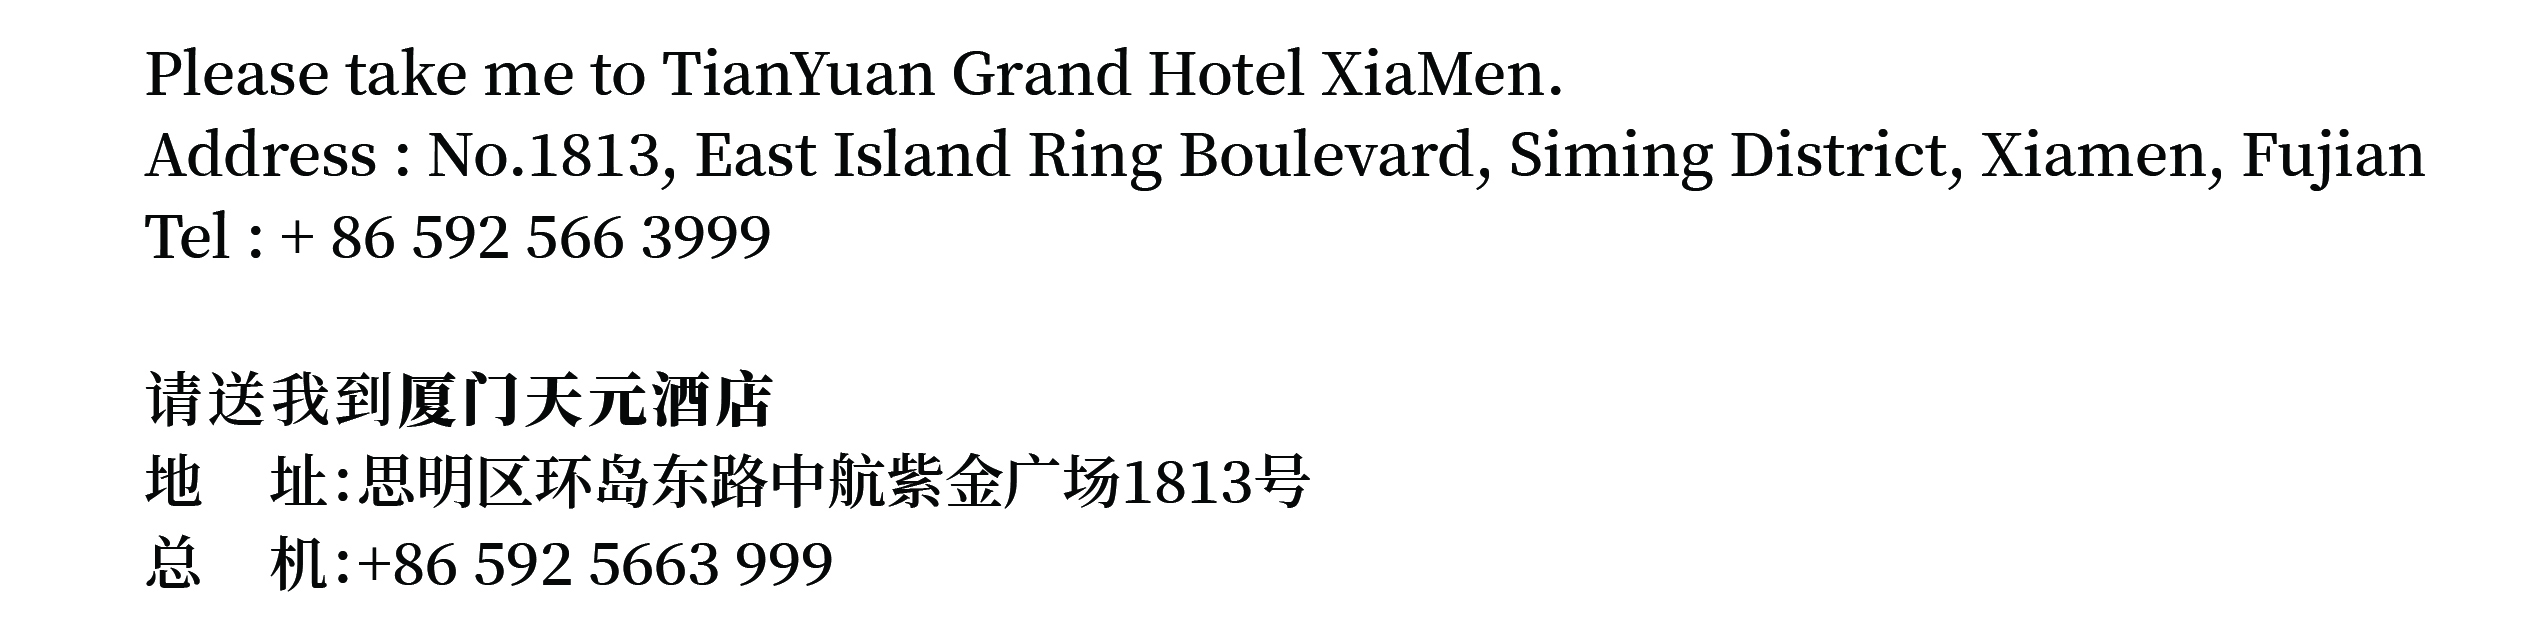 Please take me to TianYuan Grand Hotel XiaMen.
Address : No.1813, East Island Ring Boulevard, Siming District, Xiamen, Fujian
Tel : + 86 592 566 3999
请送我到厦门天元酒店
地 址:思明区环岛东路中航紫金广场1813号
总 机:+86 592 5663 999